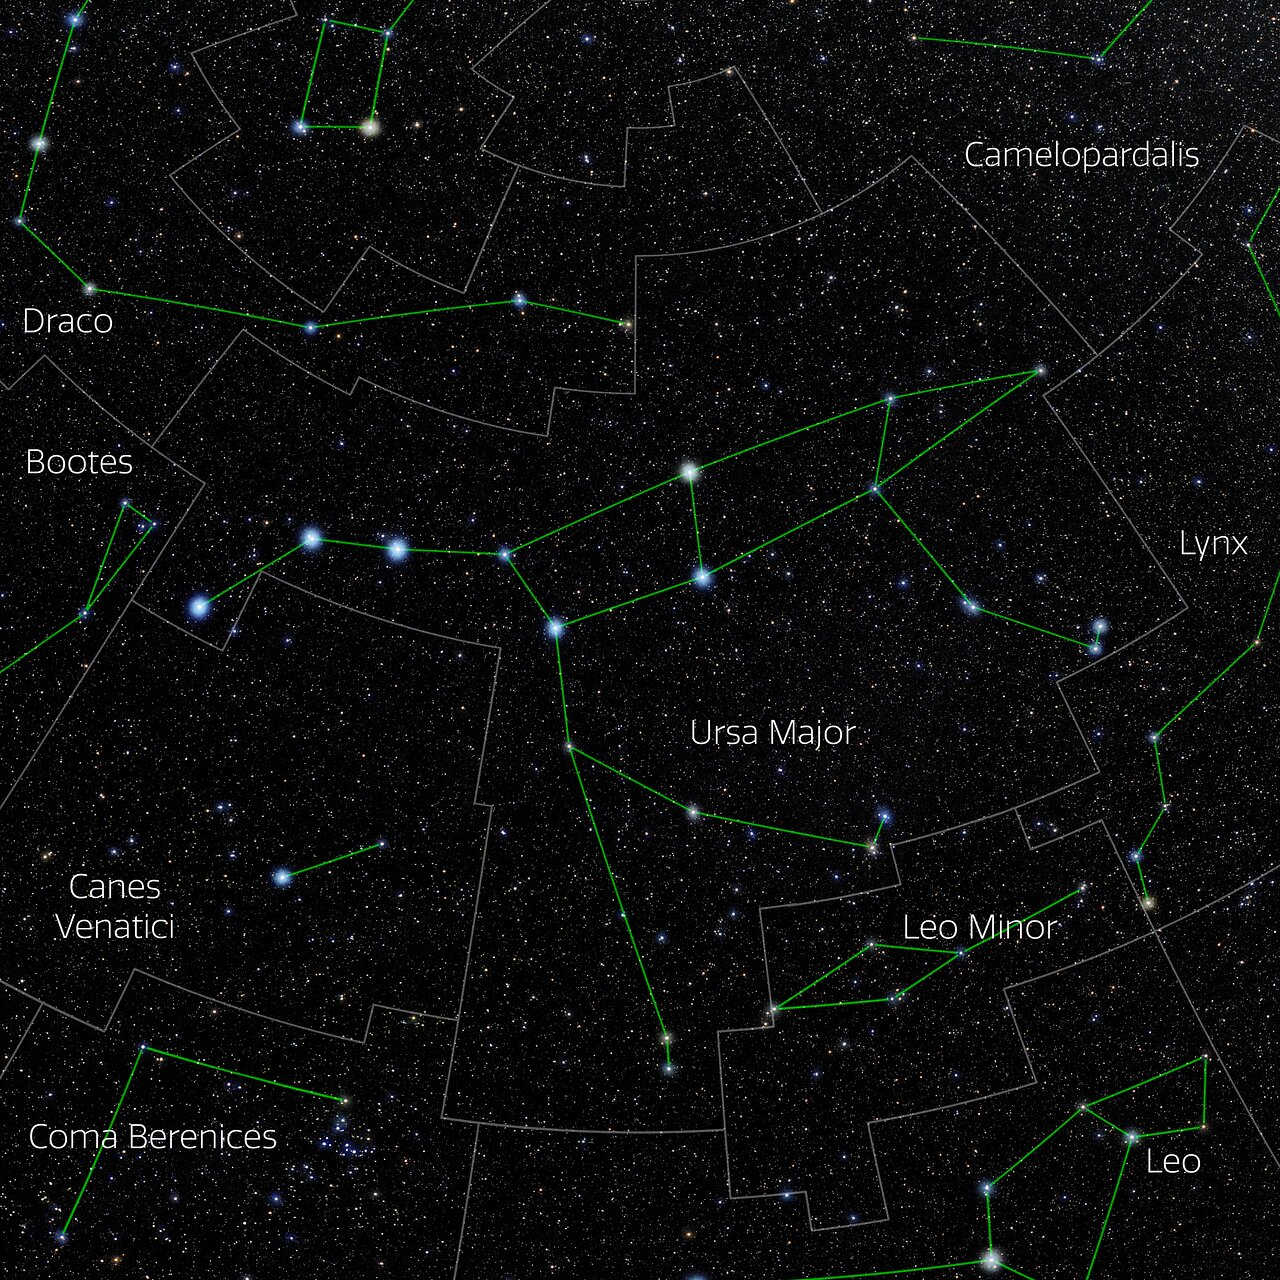 Camelopardalis
Draco
Bootes
Lynx
Ursa Major
Canes
Venatici
Leo Minor
Coma Berenices
Leo